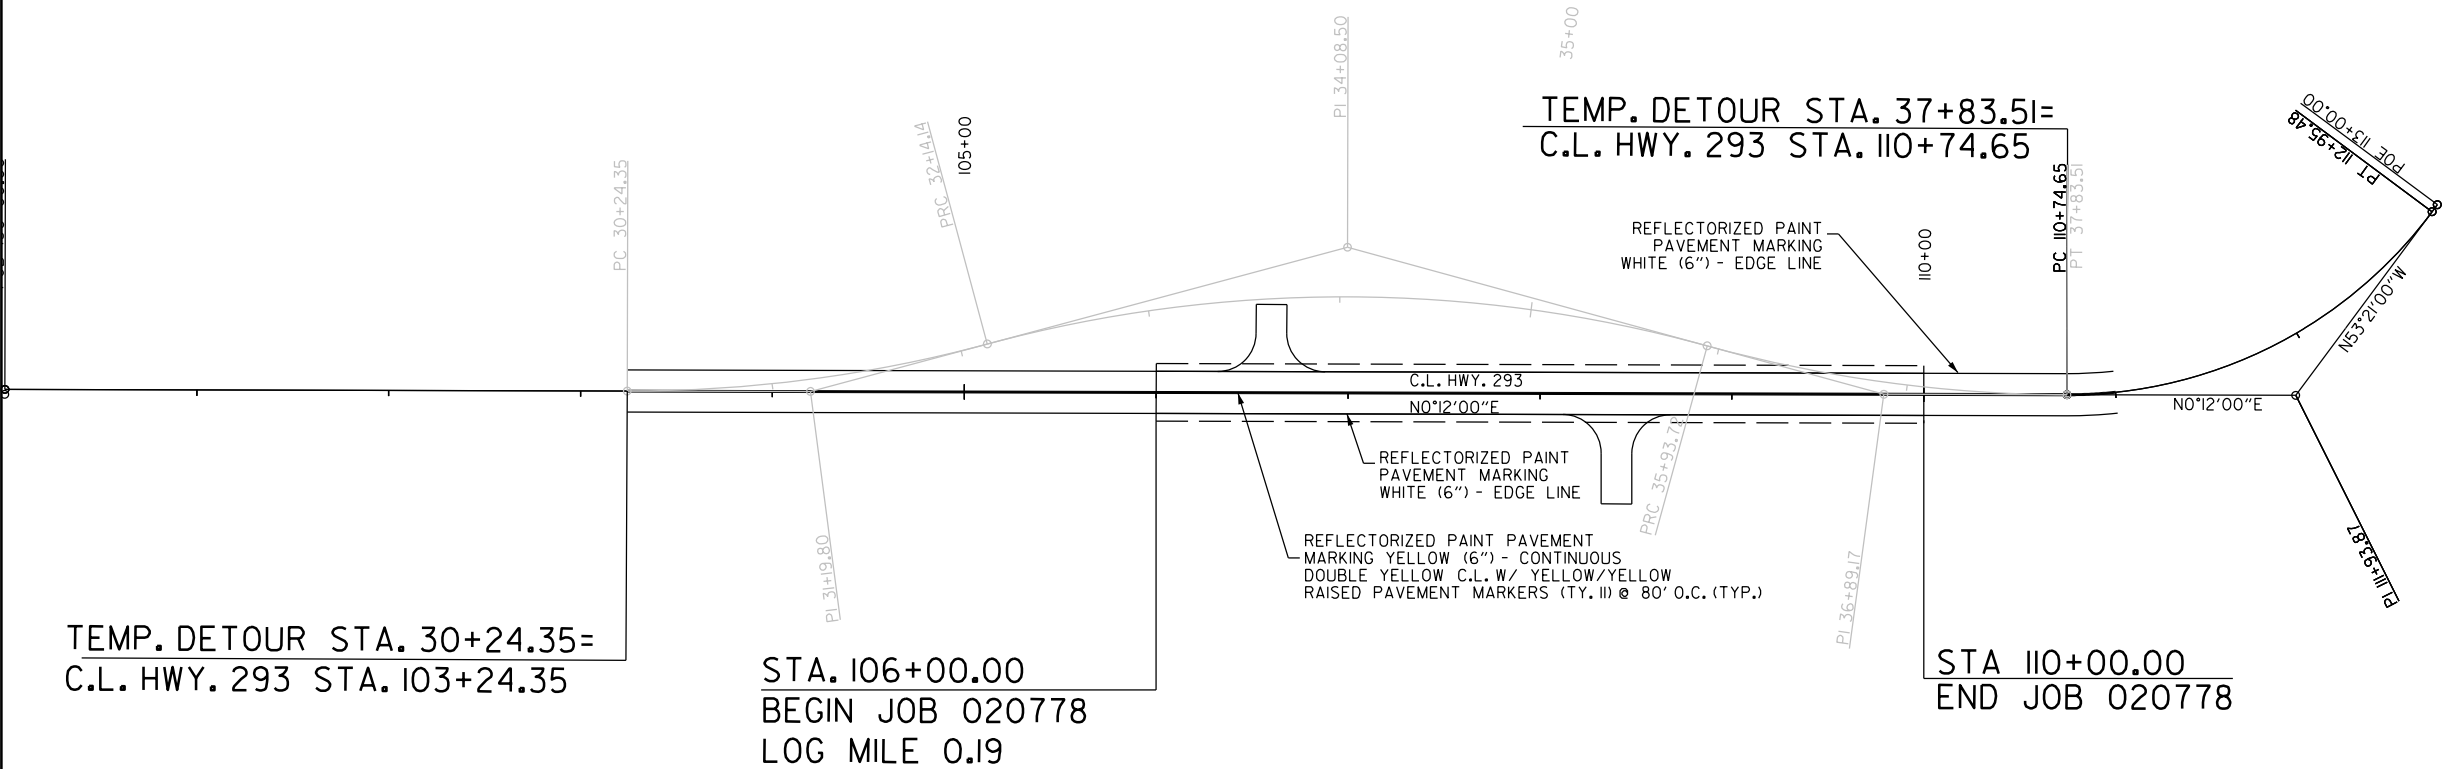 PI 34+08.50
35+00
TEMP. DETOUR STA. 37+83.51=
C.L. HWY. 293 STA. 110+74.65
POE 113+00.00
PT 112+95.48
PC 30+24.35
PRC 32+14.14
105+00
PC 110+74.65
PT 37+83.51
REFLECTORIZED PAINT
PAVEMENT MARKING
WHITE (6") - EDGE LINE
110+00
N53°21'00"W
C.L. HWY. 293
N0°12'00"E
N0°12'00"E
PRC 35+93.72
REFLECTORIZED PAINT
PAVEMENT MARKING
WHITE (6") - EDGE LINE
PI 31+19.80
REFLECTORIZED PAINT PAVEMENT
MARKING YELLOW (6") - CONTINUOUS
DOUBLE YELLOW C.L. W/ YELLOW/YELLOW
RAISED PAVEMENT MARKERS (TY. II) @ 80' O.C. (TYP.)
PI 36+89.17
PI 111+93.87
TEMP. DETOUR STA. 30+24.35=
C.L. HWY. 293 STA. 103+24.35
STA. 106+00.00
BEGIN JOB 020778
LOG MILE 0.19
STA 110+00.00
END JOB 020778